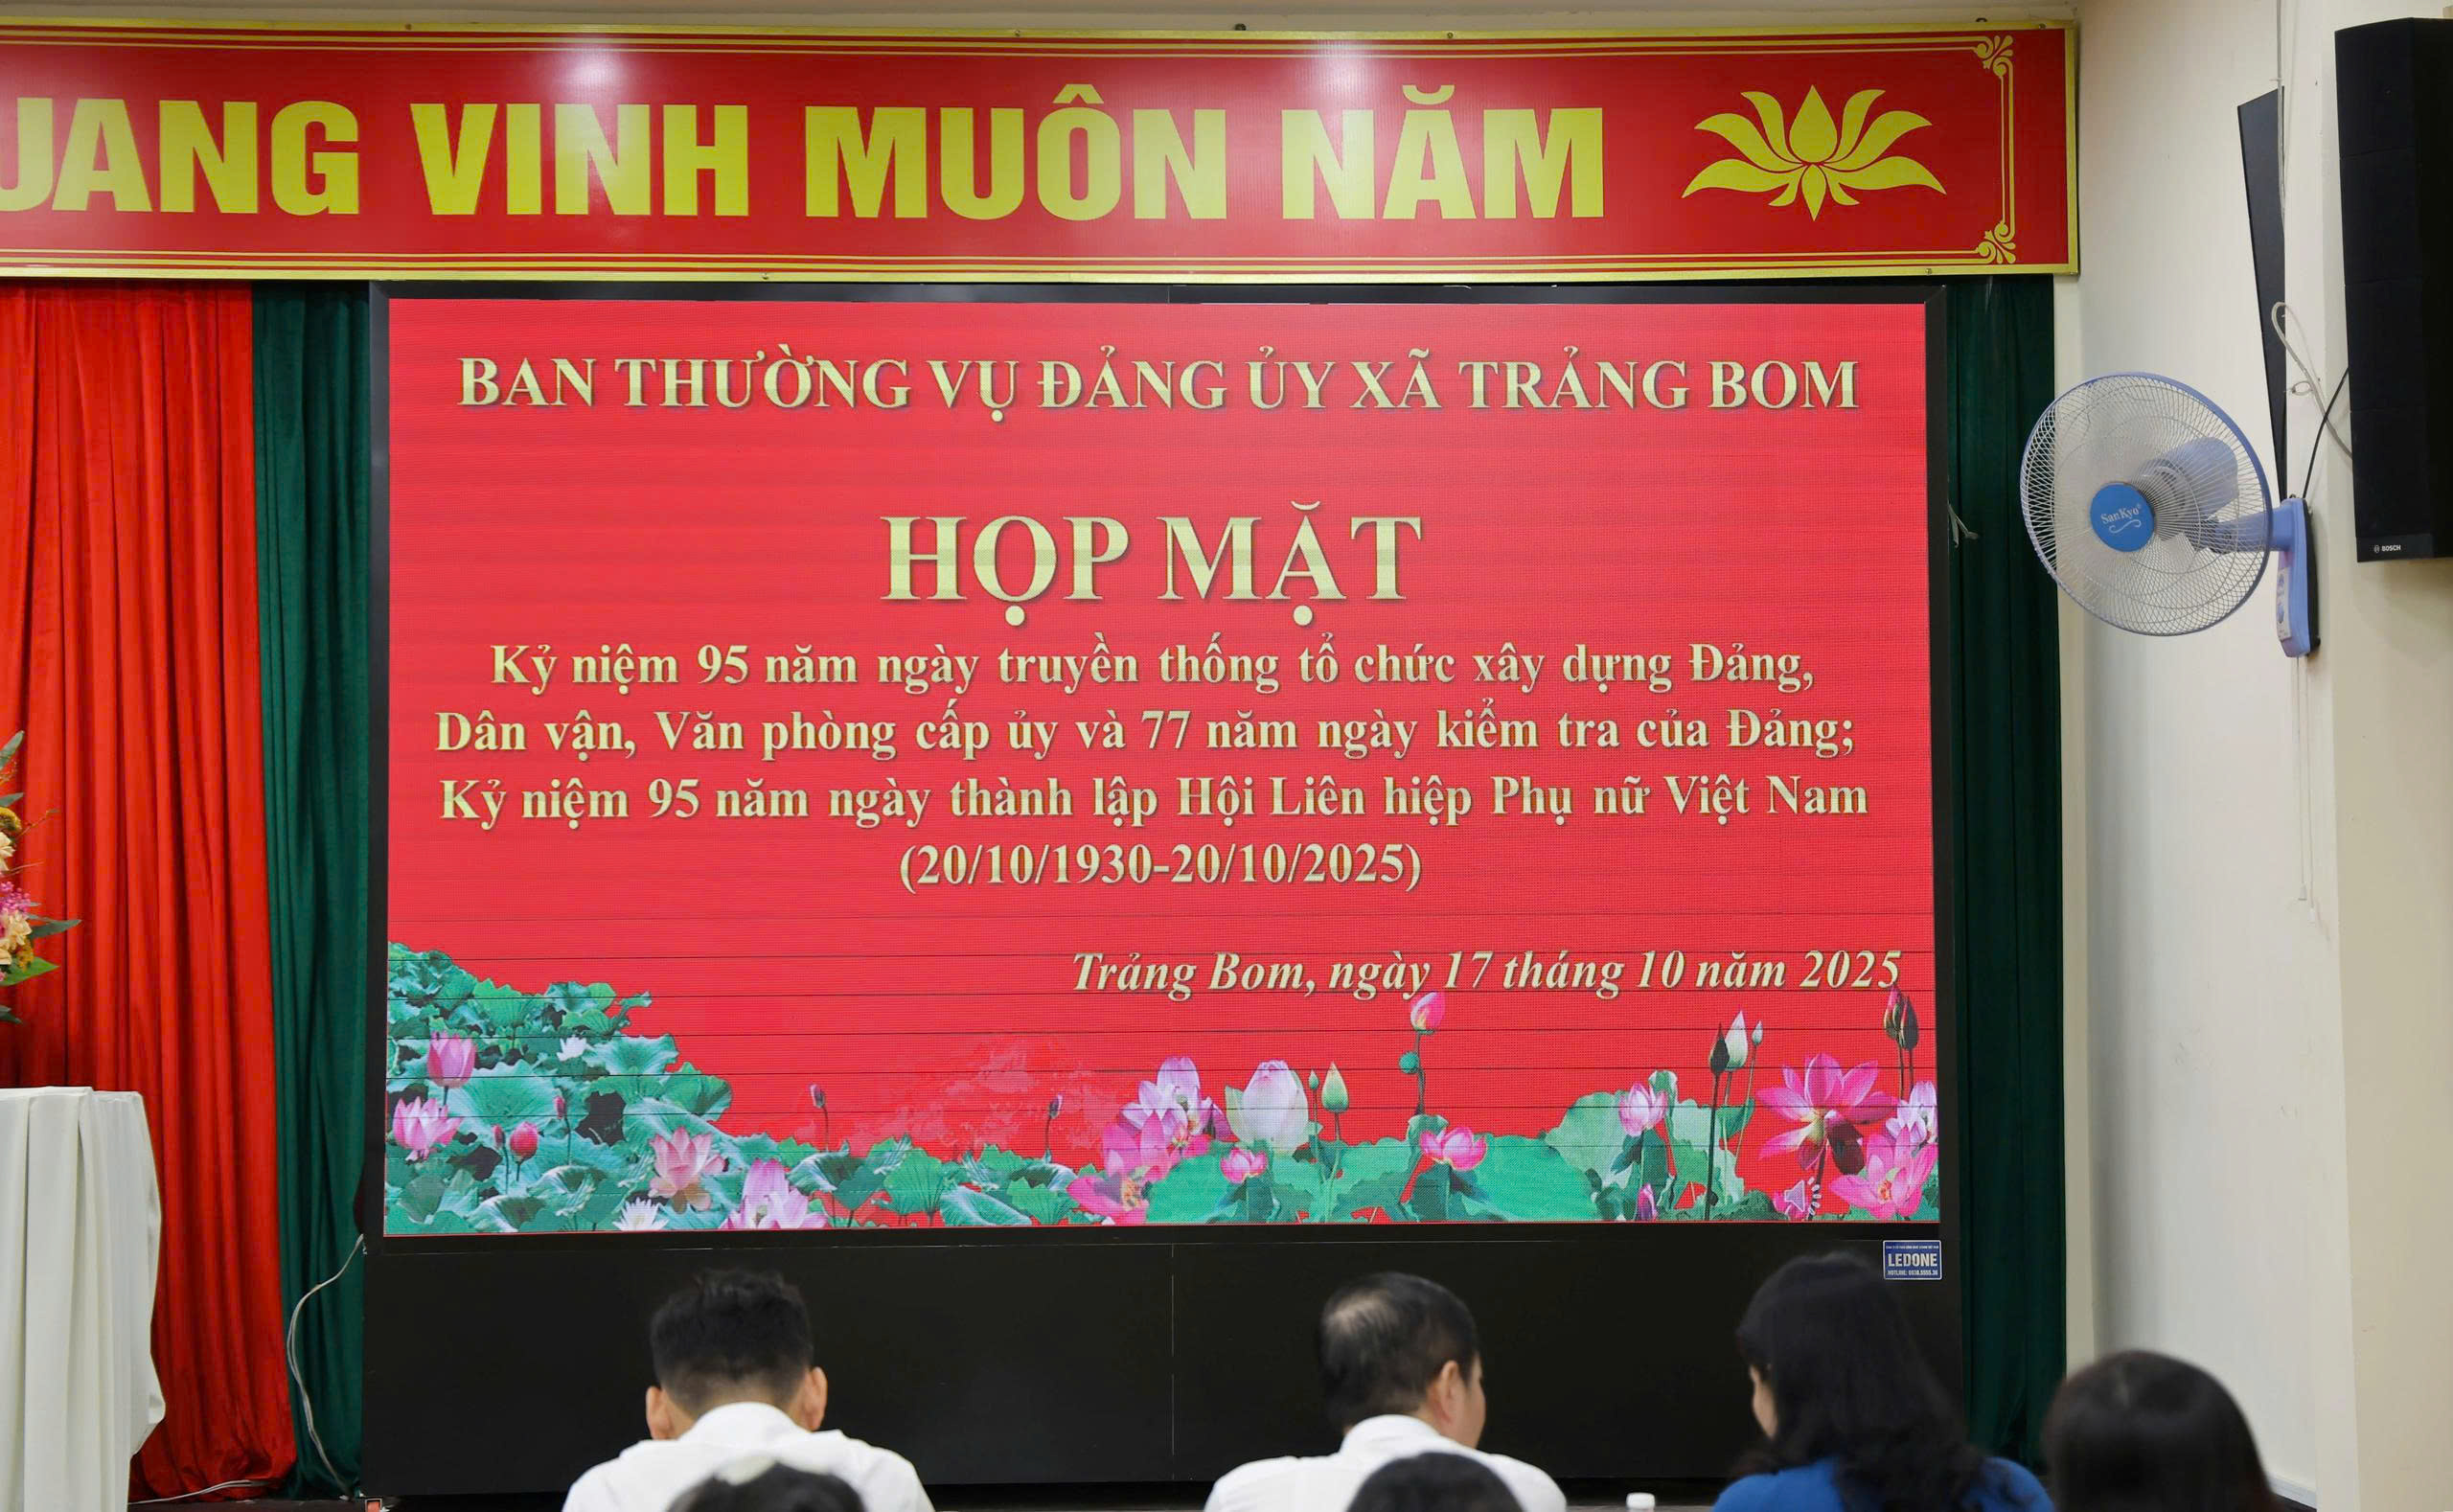 UANG VINH MUÔN NĂM
BAN THƯỜNG VỤ ĐẢNG ỦY XÃ TRẢNG BOM
HỌP MẶT
Kỷ niệm 95 năm ngày truyền thống tổ chức xây dựng Đảng,
Dân vận, Văn phòng cấp ủy và 77 năm ngày kiểm tra của Đảng;
Kỷ niệm 95 năm ngày thành lập Hội Liên hiệp Phụ nữ Việt Nam
(20/10/1930-20/10/2025)
Trảng Bom, ngày 17 tháng 10 năm 2025
SanKyo
BOSCH
LEDONE